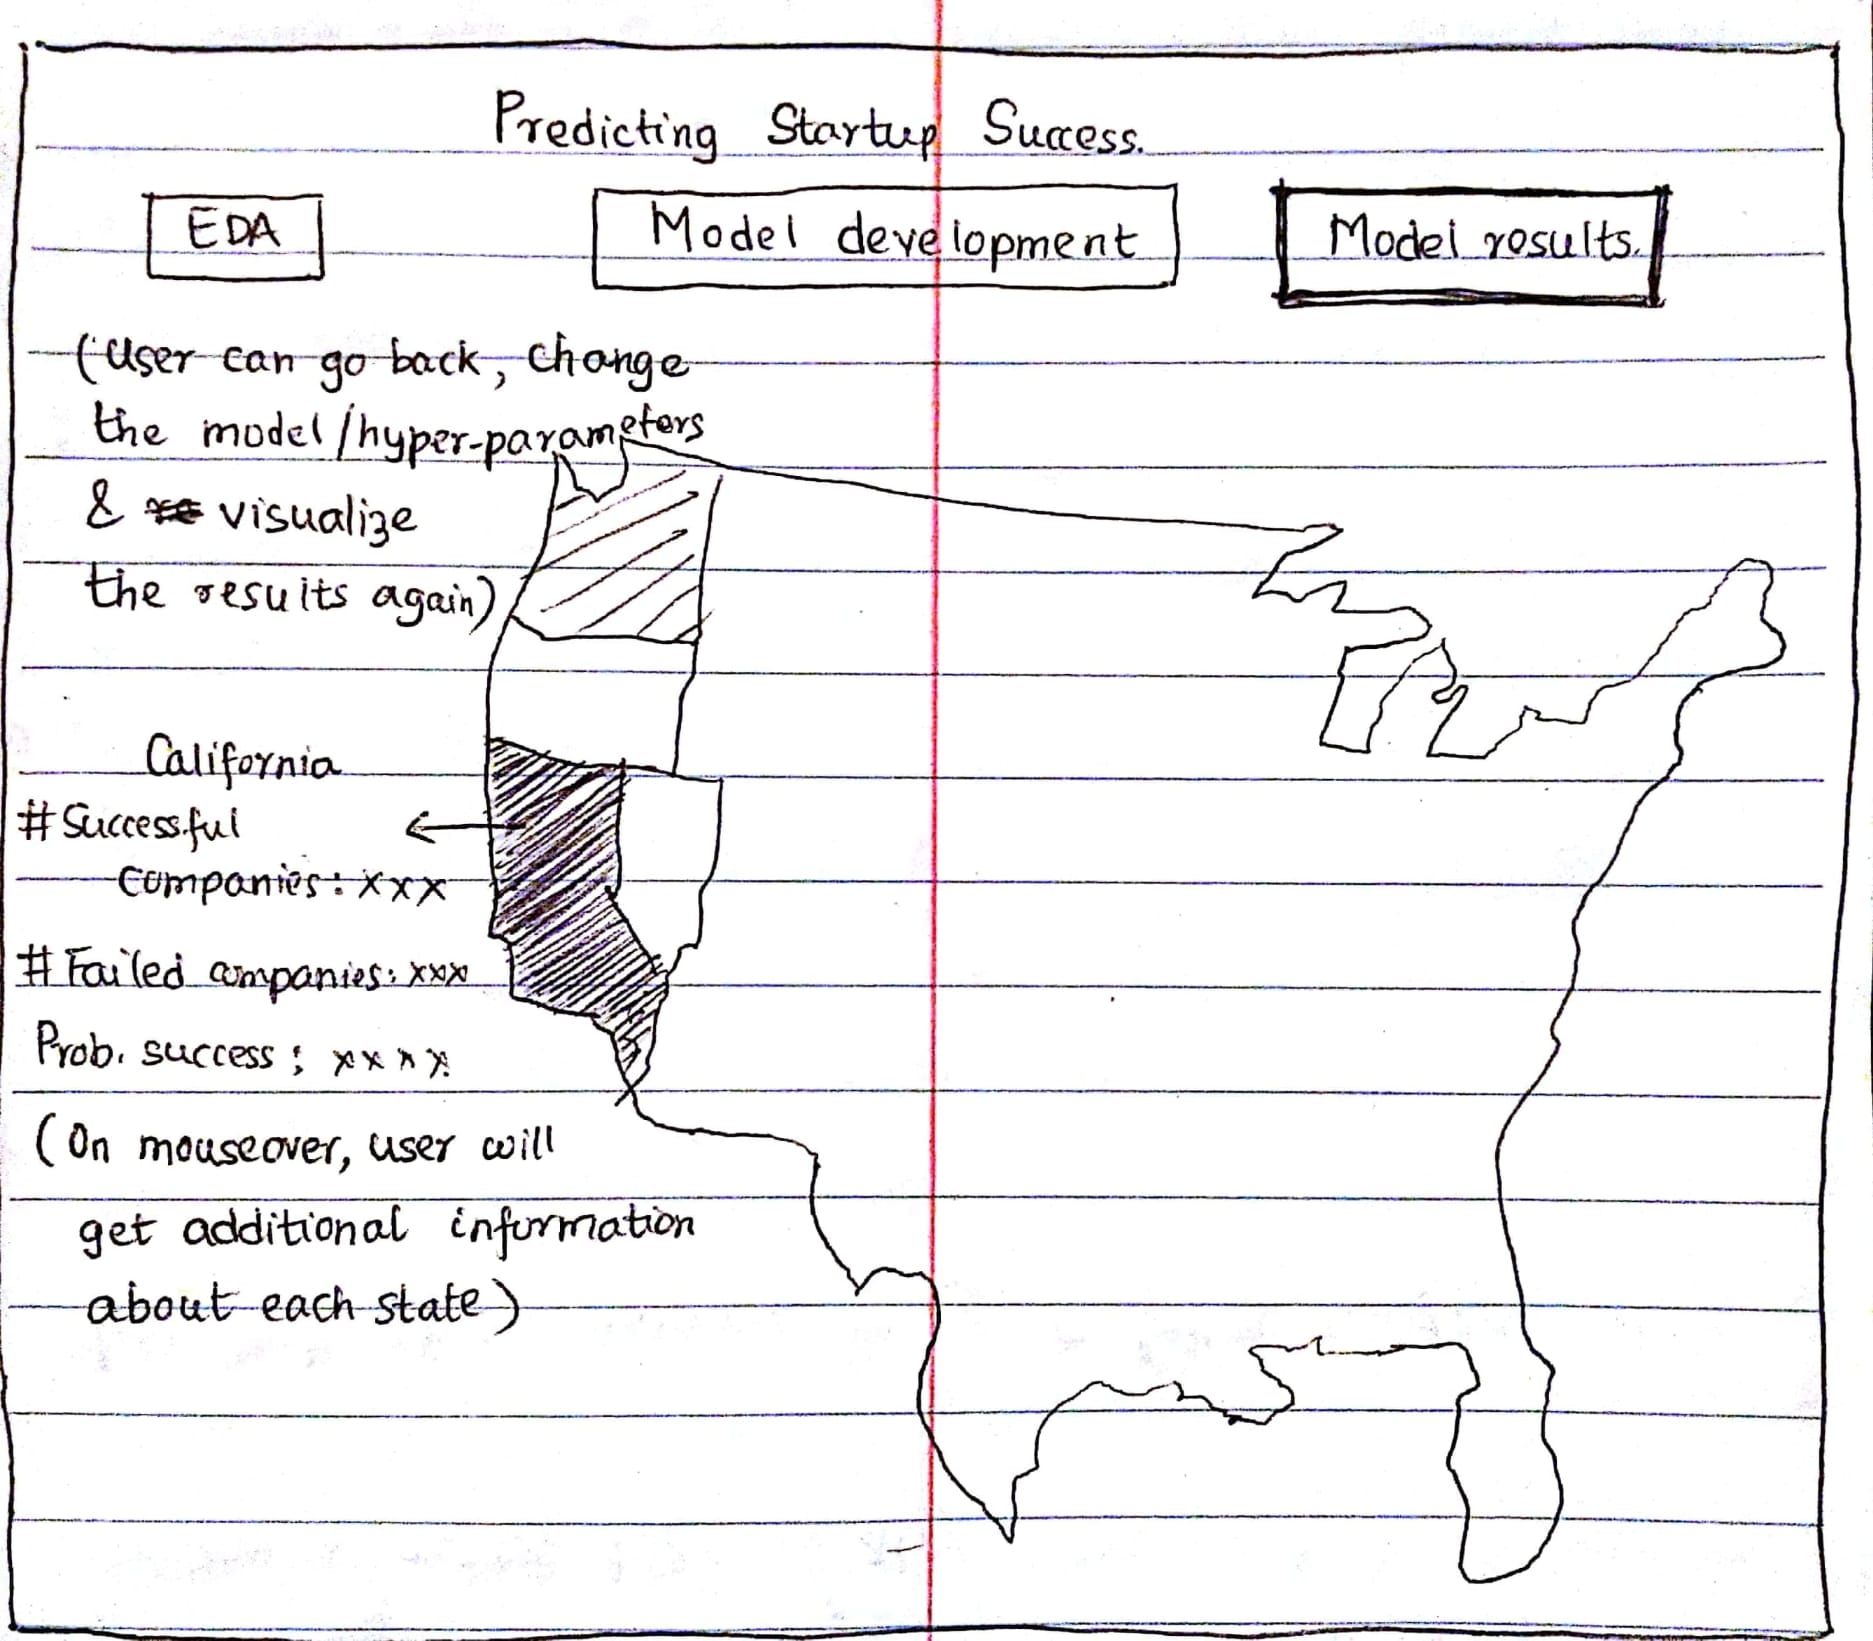 Predicting Startup Success.
EDA
Model development
Model results.
(User can go back, change
the model/hyper-parameters
& visualize
the results again)
California
# Successful
companies: xxx
# Failed companies: xxx
Prob. success: xxxx
(On mouseover, user will
get additional information
about each state)